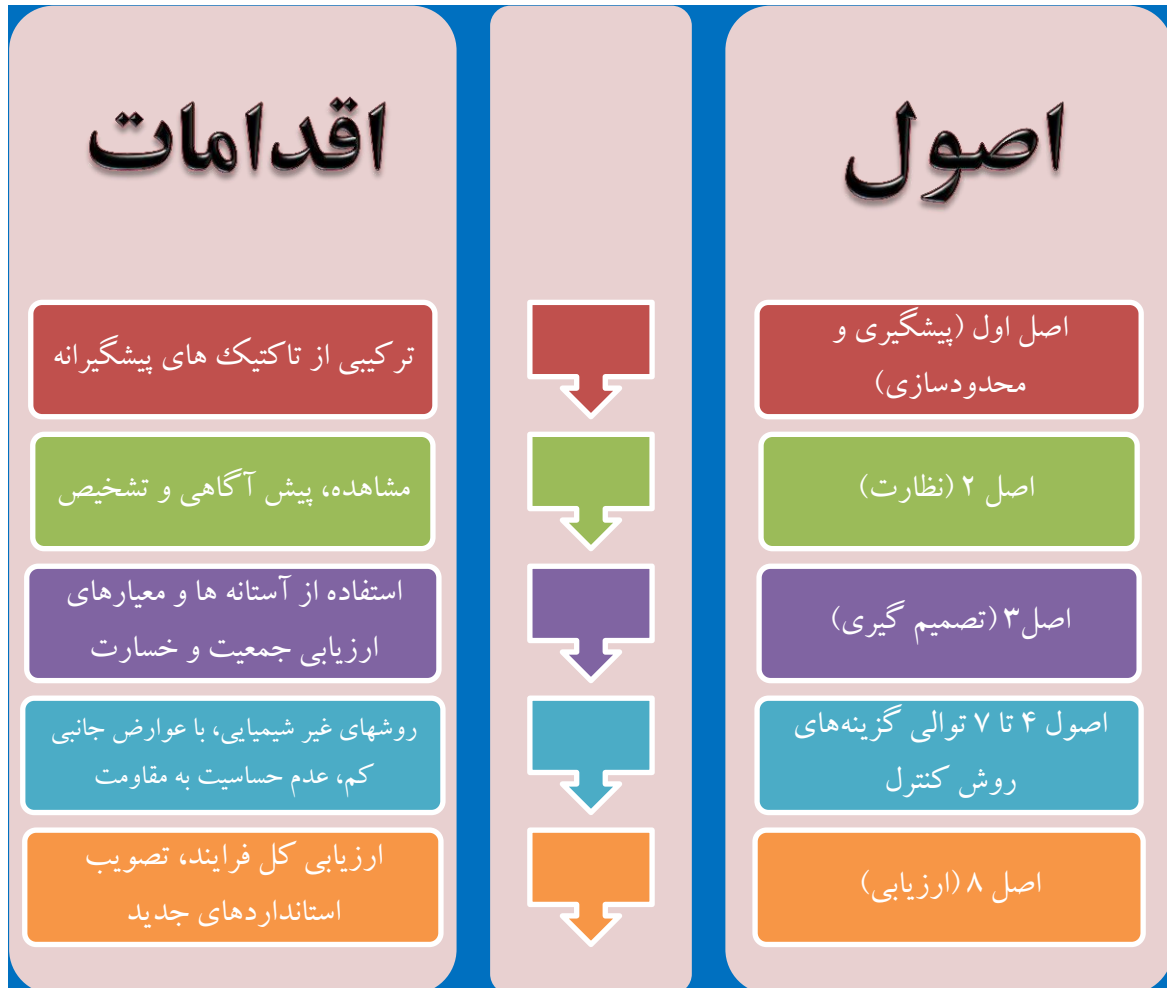 اصول
اقدامات
اصل اول (پیشگیری و
محدودسازی)
ترکیبی از تاکتیک های پیشگیرانه
اصل ۲ (نظارت)
مشاهده، پیش آگاهی و تشخیص
اصل۳ (تصمیم گیری)
استفاده از آستانه ها و معیارهای
ارزیابی جمعیت و خسارت
اصول ۴ تا ۷ توالی گزینه‌های
روش کنترل
روشهای غیر شیمیایی، با عوارض جانبی
کم، عدم حساسیت به مقاومت
اصل ۸ (ارزیابی)
ارزیابی کل فرایند، تصویب
استانداردهای جدید